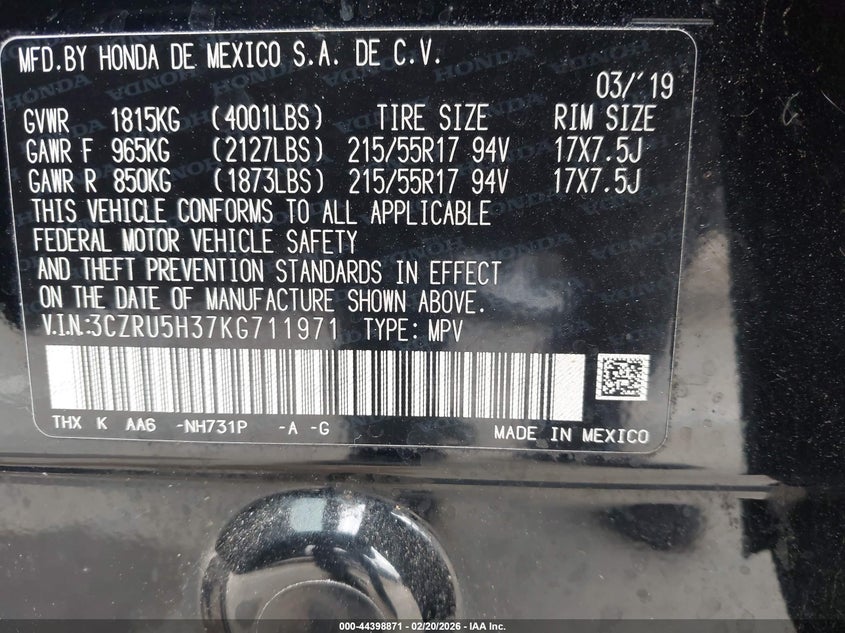 MFD. BY HONDA DE MEXICO S.A. DE C.V.
03/'19
GVWR 1815KG (4001LBS) TIRE SIZE RIM SIZE
GAWR F 965KG (2127LBS) 215/55R17 94V 17X7.5J
GAWR R 850KG (1873LBS) 215/55R17 94V 17X7.5J
THIS VEHICLE CONFORMS TO ALL APPLICABLE
FEDERAL MOTOR VEHICLE SAFETY
AND THEFT PREVENTION STANDARDS IN EFFECT
ON THE DATE OF MANUFACTURE SHOWN ABOVE.
V.I.N.:3CZRU5H37KG711971 TYPE: MPV
THX K AA6 -NH731P -A -G
MADE IN MEXICO
000-44398871 - 02/20/2026 - IAA Inc.